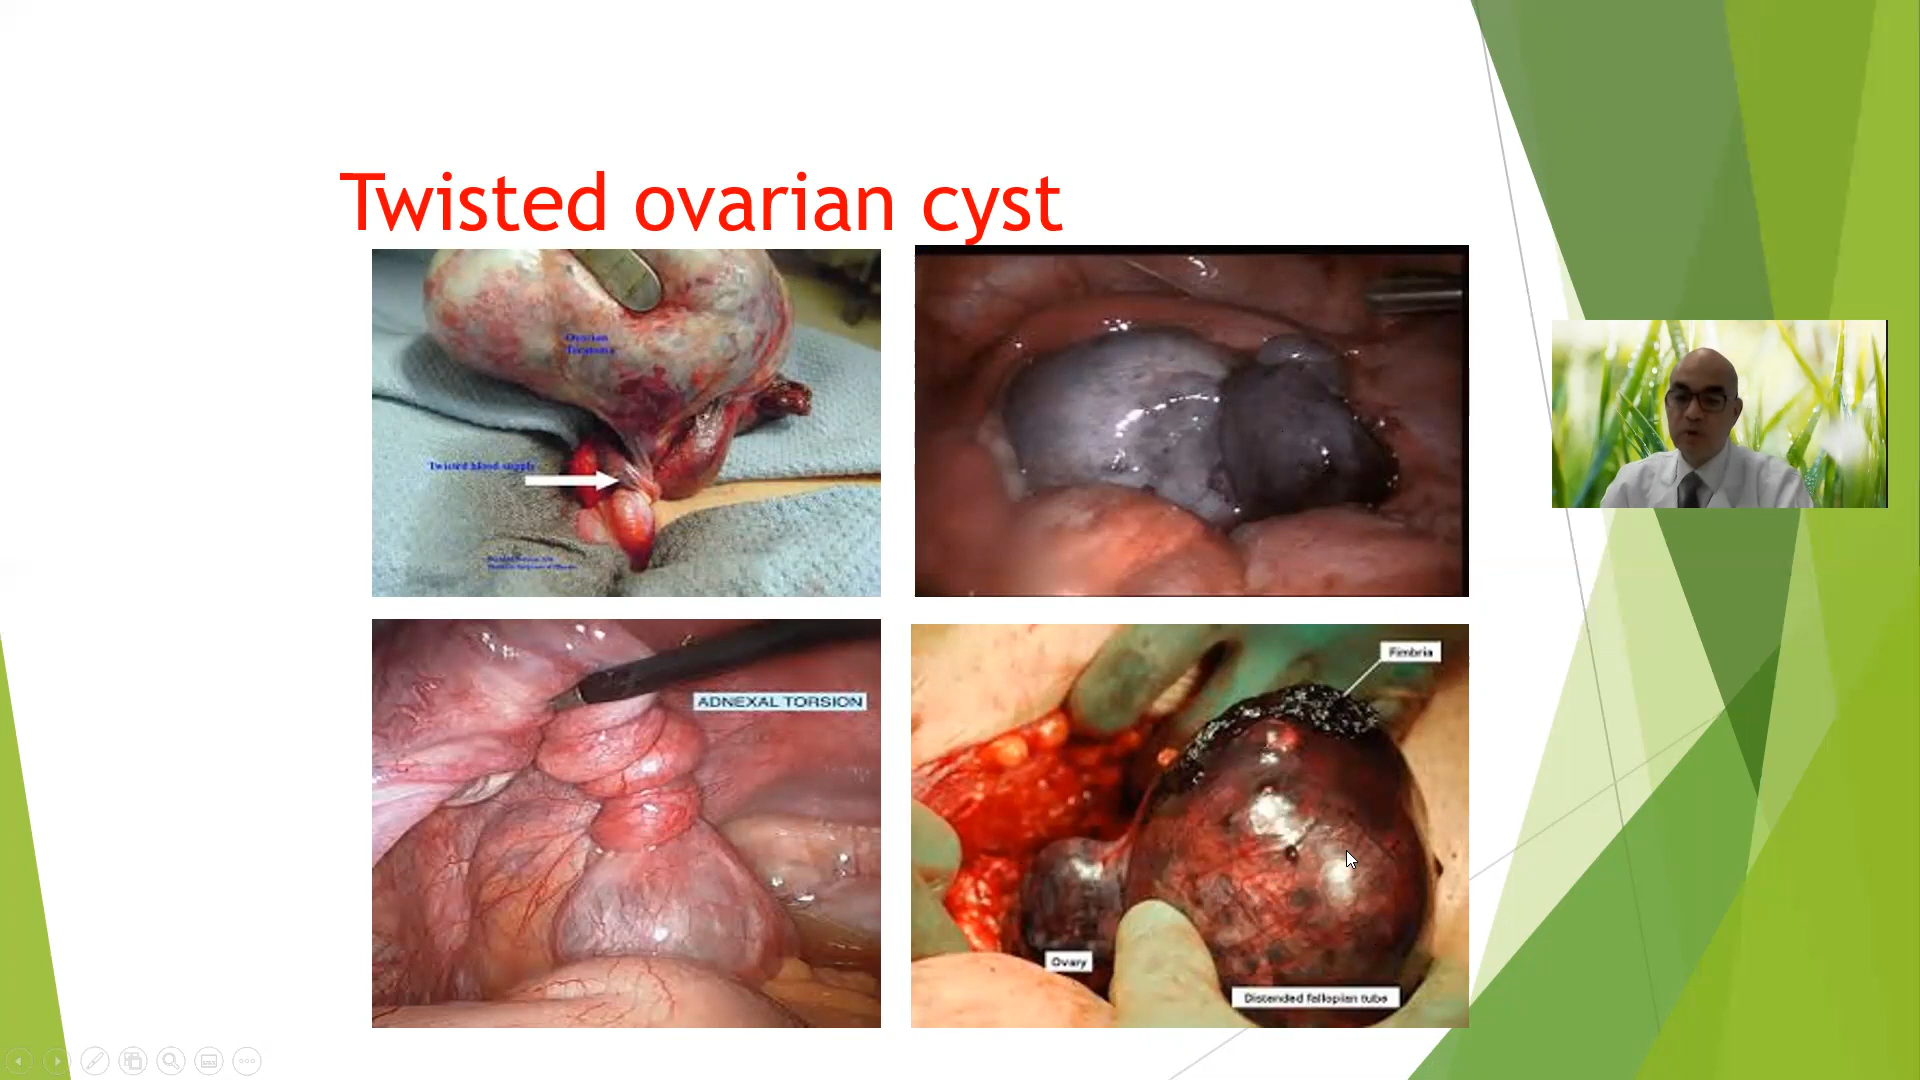 Twisted ovarian cyst
Ovarian
Teratoma
Twisted blood supply
ADNEXAL TORSION
Fimbria
Ovary
Distended fallopian tube